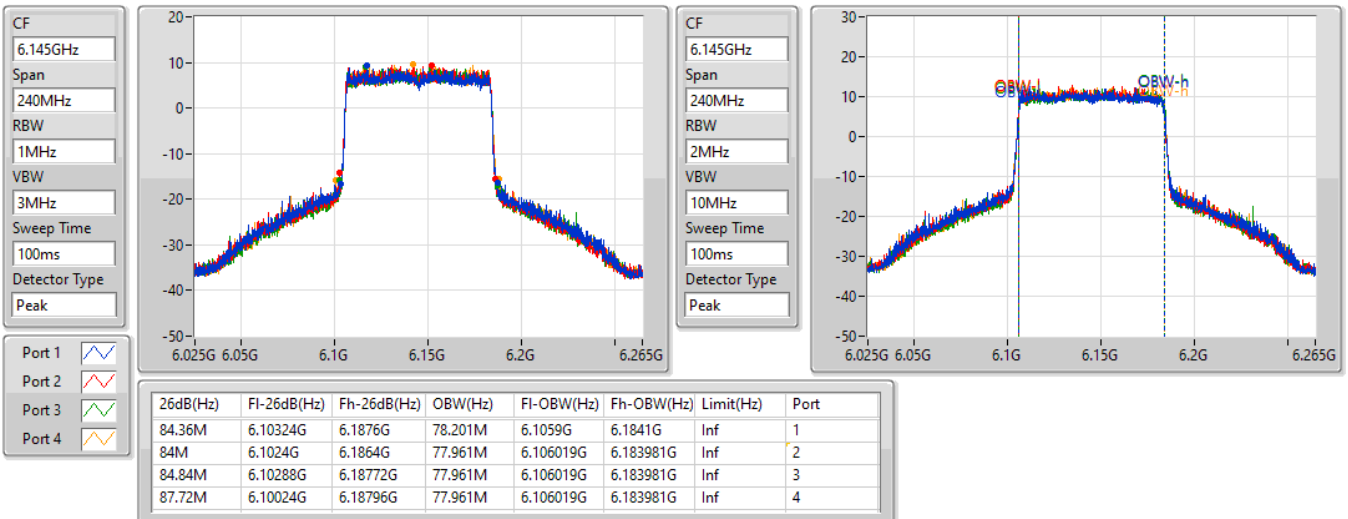 CF
6.145GHz
Span
240MHz
RBW
1MHz
VBW
3MHz
Sweep Time
100ms
Detector Type
Peak
20
10
0
-10
-20
-30
-40
-50
6.025G 6.05G 6.1G 6.15G 6.2G 6.265G
CF
6.145GHz
Span
240MHz
RBW
2MHz
VBW
10MHz
Sweep Time
100ms
Detector Type
Peak
30
20
10
0
-10
-20
-30
-40
-50
OBW-h
6.025G 6.05G 6.1G 6.15G 6.2G 6.265G
Port 1
Port 2
Port 3
Port 4
26dB(Hz) Fl-26dB(Hz) Fh-26dB(Hz) OBW(Hz) Fl-OBW(Hz) Fh-OBW(Hz) Limit(Hz) Port
84.36M 6.10324G 6.1876G 78.201M 6.1059G 6.1841G Inf 1
84M 6.1024G 6.1864G 77.961M 6.106019G 6.183981G Inf 2
84.84M 6.10288G 6.18772G 77.961M 6.106019G 6.183981G Inf 3
87.72M 6.10024G 6.18796G 77.961M 6.106019G 6.183981G Inf 4